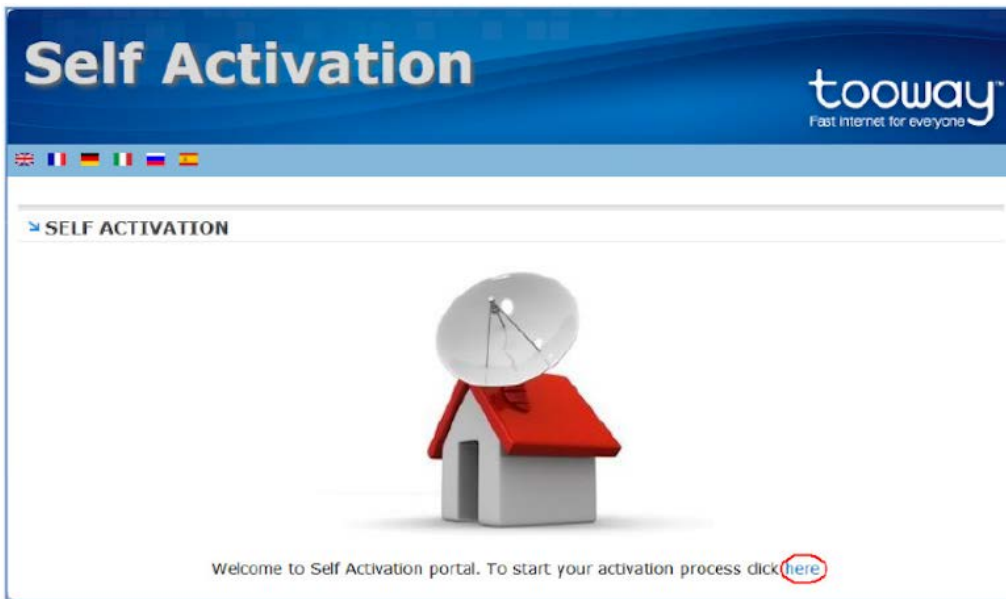 Self Activation
tooway™
Fast internet for everyone
SELF ACTIVATION
Welcome to Self Activation portal. To start your activation process click here